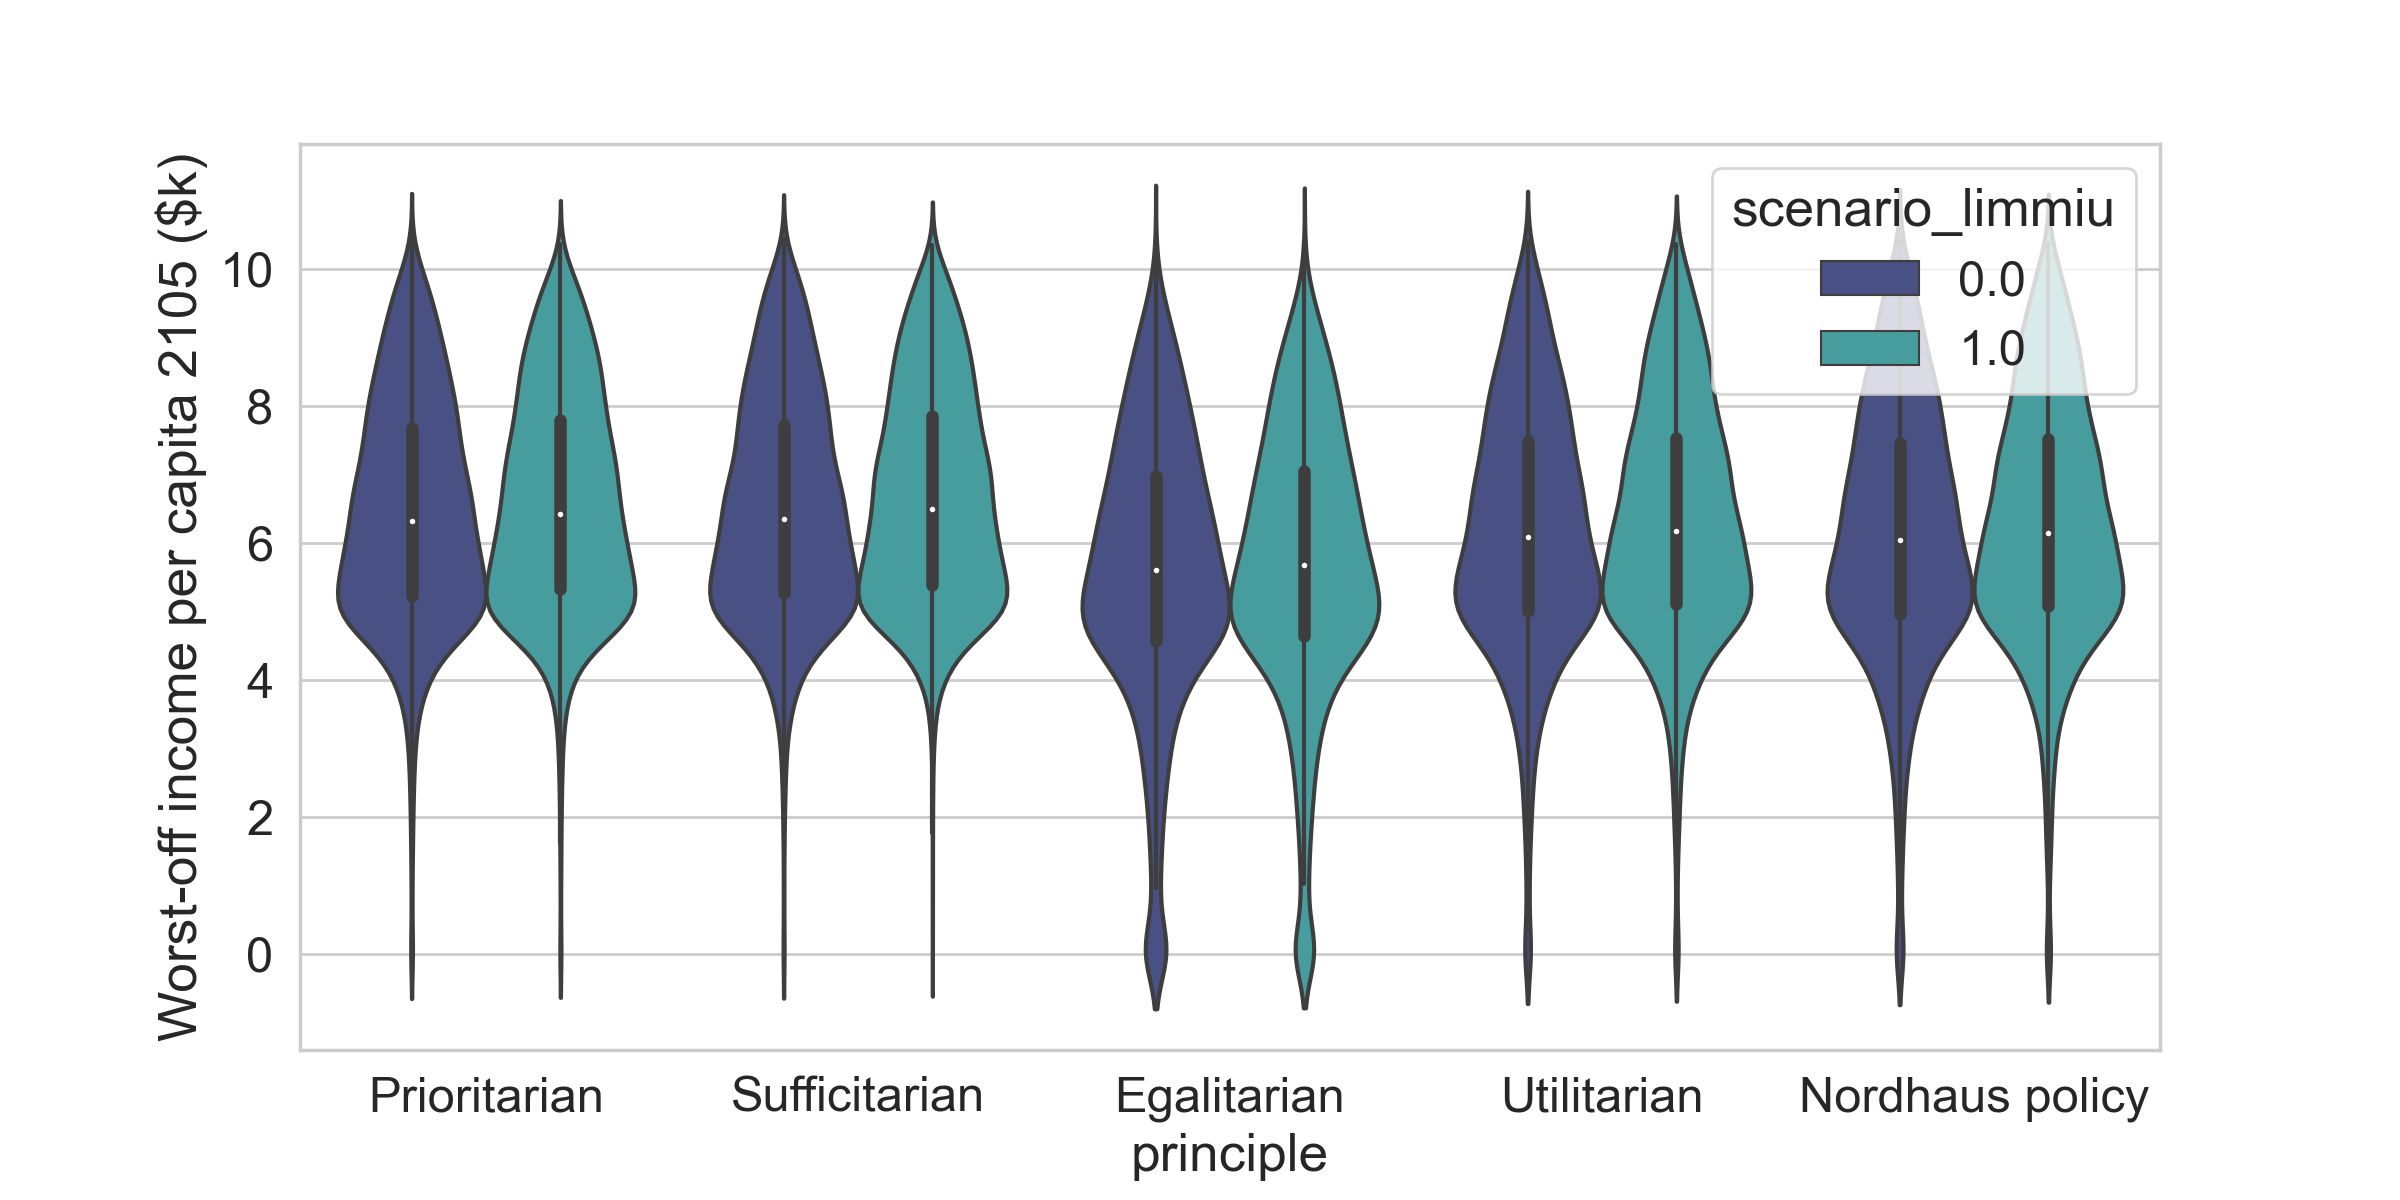 Worst-off income per capita 2105 ($k)
10
8
6
4
2
0
scenario_limmiu
0.0
1.0
Prioritarian
Sufficitarian
Egalitarian
Utilitarian
Nordhaus policy
principle